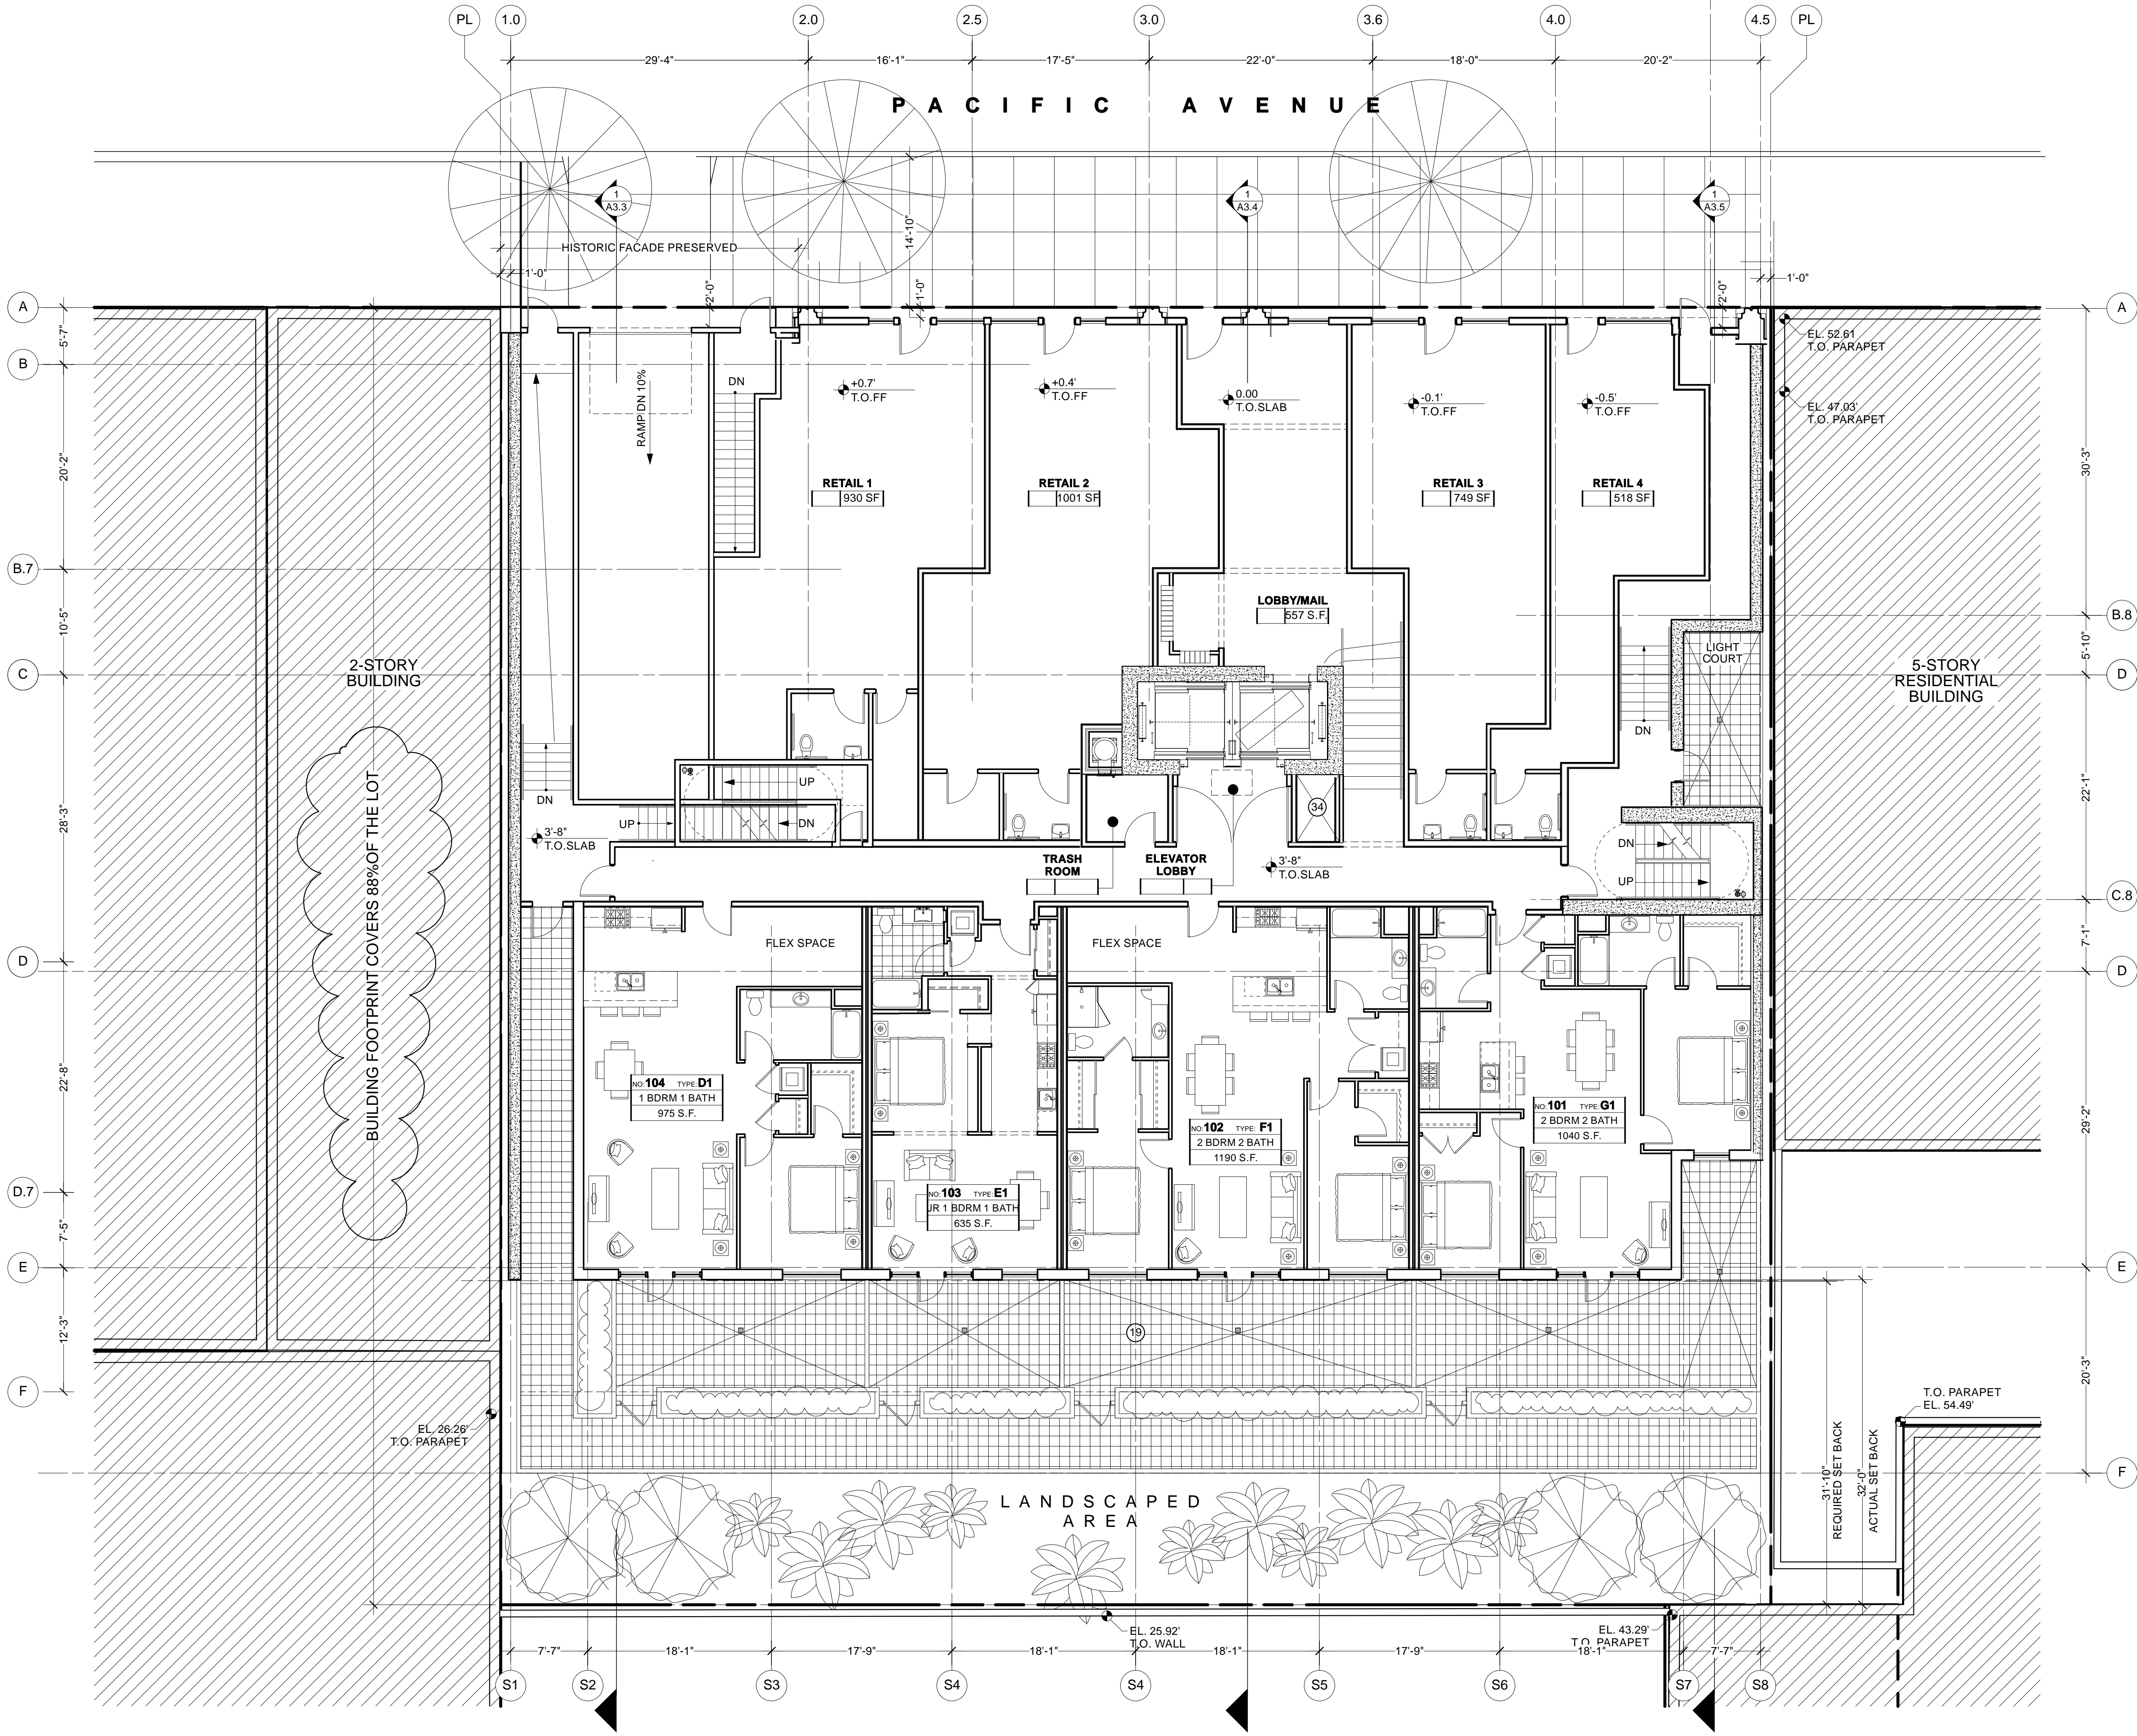 PL
1.0
2.0
2.5
3.0
3.6
4.0
4.5
PL
29'-4"
16'-1"
17'-5"
22'-0"
18'-0"
20'-2"
PACIFIC AVENUE
1
A3.3
1
A3.4
1
A3.5
14'-10"
HISTORIC FACADE PRESERVED
1'-0"
2'-0"
1'-0"
2'-0"
1'-0"
A
A
5'-7"
EL. 52.61
T.O. PARAPET
B
DN
RAMP DN 10%
+0.7'
T.O.FF
+0.4'
T.O.FF
0.00
T.O.SLAB
-0.1'
T.O.FF
-0.5'
T.O.FF
EL. 47.03'
T.O. PARAPET
20'-2"
30'-3"
RETAIL 1
930 SF
RETAIL 2
1001 SF
RETAIL 3
749 SF
RETAIL 4
518 SF
B.7
LOBBY/MAIL
557 S.F.
B.8
10'-5"
5'-10"
2-STORY
BUILDING
LIGHT
COURT
5-STORY
RESIDENTIAL
BUILDING
C
D
DN
UP
DN
UP
DN
34
28'-3"
22'-1"
3'-8"
T.O.SLAB
TRASH
ROOM
ELEVATOR
LOBBY
3'-8"
T.O.SLAB
DN
UP
C.8
BUILDING FOOTPRINT COVERS 88%OF THE LOT
FLEX SPACE
FLEX SPACE
7'-1"
D
D
22'-8"
29'-2"
NO: 104 TYPE: D1
1 BDRM 1 BATH
975 S.F.
NO: 103 TYPE: E1
JR 1 BDRM 1 BATH
635 S.F.
NO: 102 TYPE: F1
2 BDRM 2 BATH
1190 S.F.
NO: 101 TYPE: G1
2 BDRM 2 BATH
1040 S.F.
D.7
7'-5"
E
E
12'-3"
19
20'-3"
F
T.O. PARAPET
EL. 54.49'
EL. 26.26'
T.O. PARAPET
31'-10"
REQUIRED SET BACK
32'-0"
ACTUAL SET BACK
F
LANDSCAPED
AREA
EL. 25.92'
T.O. WALL
EL. 43.29'
T.O. PARAPET
7'-7"
18'-1"
17'-9"
18'-1"
18'-1"
17'-9"
18'-1"
7'-7"
S1
S2
S3
S4
S4
S5
S6
S7
S8